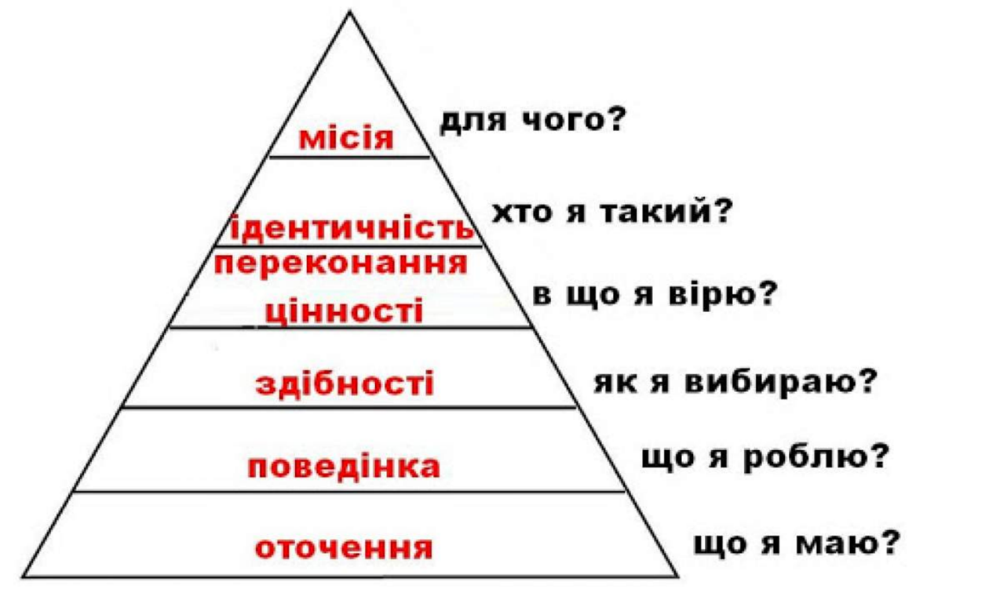 для чого?
місія
хто я такий?
ідентичність
переконання
в що я вірю?
цінності
здібності
як я вибираю?
що я роблю?
поведінка
оточення
що я маю?